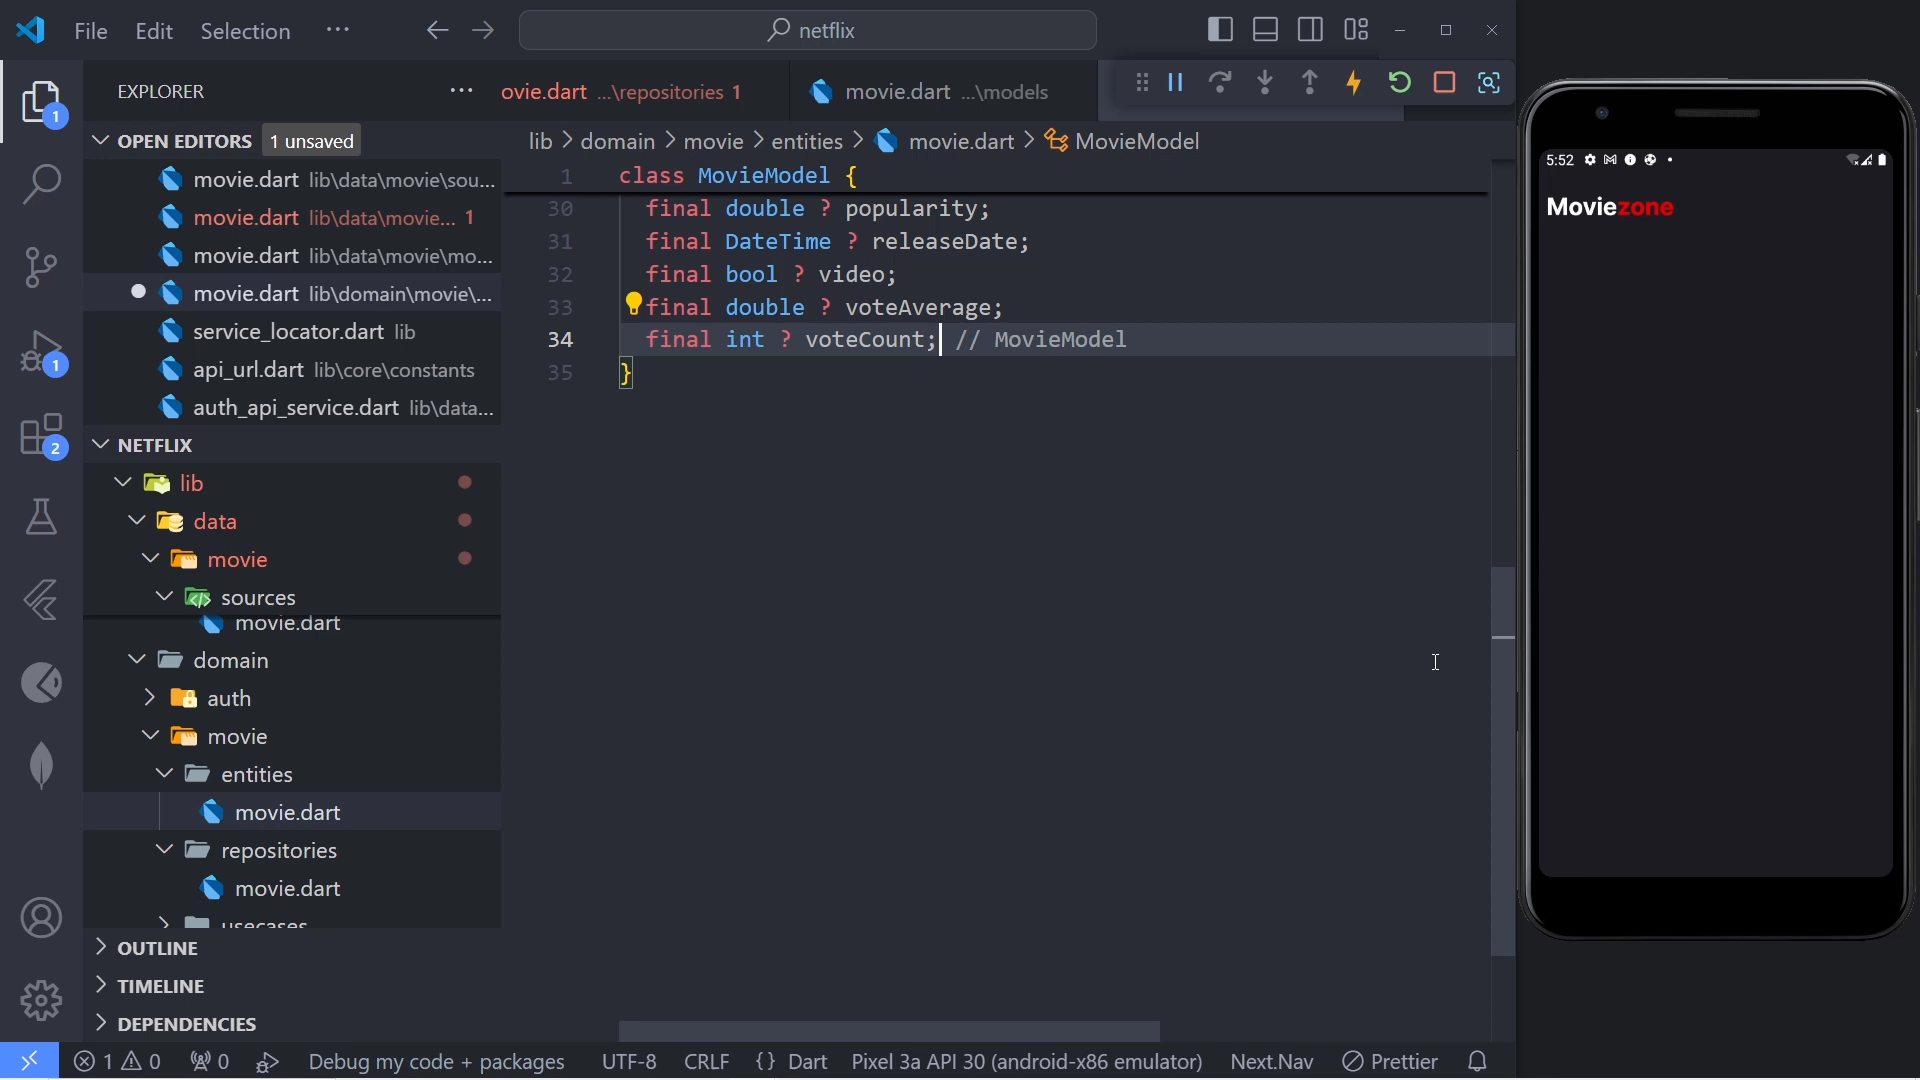 File Edit Selection ···
netflix
EXPLORER ···
ovie.dart ...\repositories 1
movie.dart ...\models
OPEN EDITORS 1 unsaved
lib > domain > movie > entities > movie.dart > MovieModel
movie.dart lib\data\movie\sou...
movie.dart lib\data\movie... 1
movie.dart lib\data\movie\mo...
movie.dart lib\domain\movie\...
service_locator.dart lib
api_url.dart lib\core\constants
auth_api_service.dart lib\data...
NETFLIX
lib
data
movie
sources
movie.dart
domain
auth
movie
entities
movie.dart
repositories
movie.dart
usecases
OUTLINE
TIMELINE
DEPENDENCIES
1
1
2
1 class MovieModel {
30 final double ? popularity;
31 final DateTime ? releaseDate;
32 final bool ? video;
33 final double ? voteAverage;
34 final int ? voteCount; // MovieModel
35 }
5:52
Moviezone
1 0 0 Debug my code + packages UTF-8 CRLF {} Dart Pixel 3a API 30 (android-x86 emulator) Next.Nav Prettier